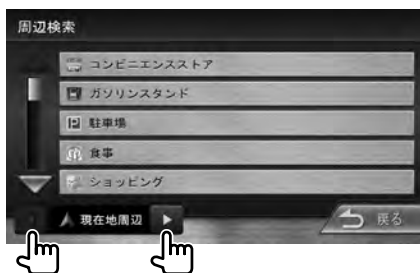 周辺検索
コンビニエンスストア
ガソリンスタンド
駐車場
食事
ショッピング
現在地周辺
戻る